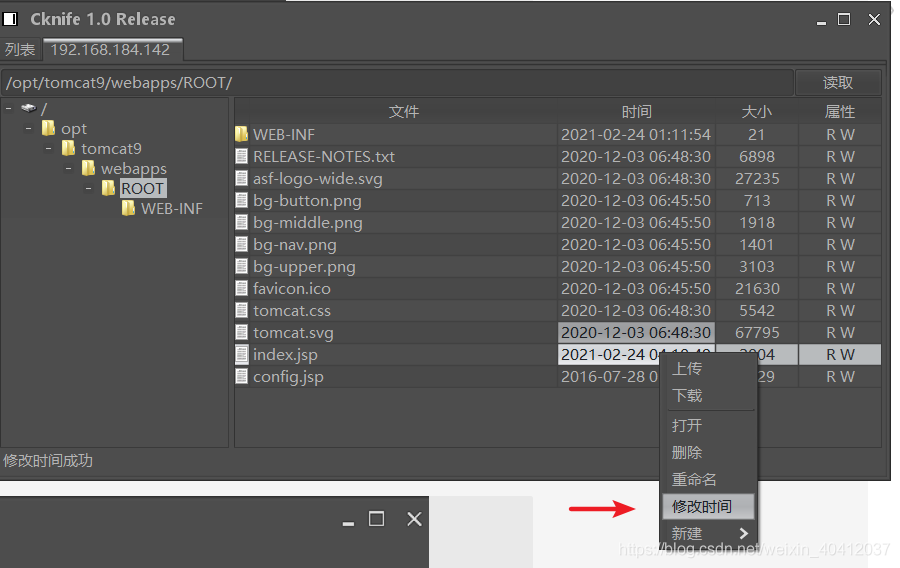 Cknife 1.0 Release
列表 192.168.184.142
/opt/tomcat9/webapps/ROOT/ 读取
/
opt
tomcat9
webapps
ROOT
WEB-INF
文件 时间 大小 属性
WEB-INF 2021-02-24 01:11:54 21 R W
RELEASE-NOTES.txt 2020-12-03 06:48:30 6898 R W
asf-logo-wide.svg 2020-12-03 06:48:30 27235 R W
bg-button.png 2020-12-03 06:45:50 713 R W
bg-middle.png 2020-12-03 06:45:50 1918 R W
bg-nav.png 2020-12-03 06:45:50 1401 R W
bg-upper.png 2020-12-03 06:45:50 3103 R W
favicon.ico 2020-12-03 06:45:50 21630 R W
tomcat.css 2020-12-03 06:48:30 5542 R W
tomcat.svg 2020-12-03 06:48:30 67795 R W
index.jsp 2021-02-24 R W
config.jsp 2016-07-28 0 29 R W
上传
下载
打开
删除
重命名
修改时间
新建
修改时间成功
https://blog.csdn.net/weixin_40412037